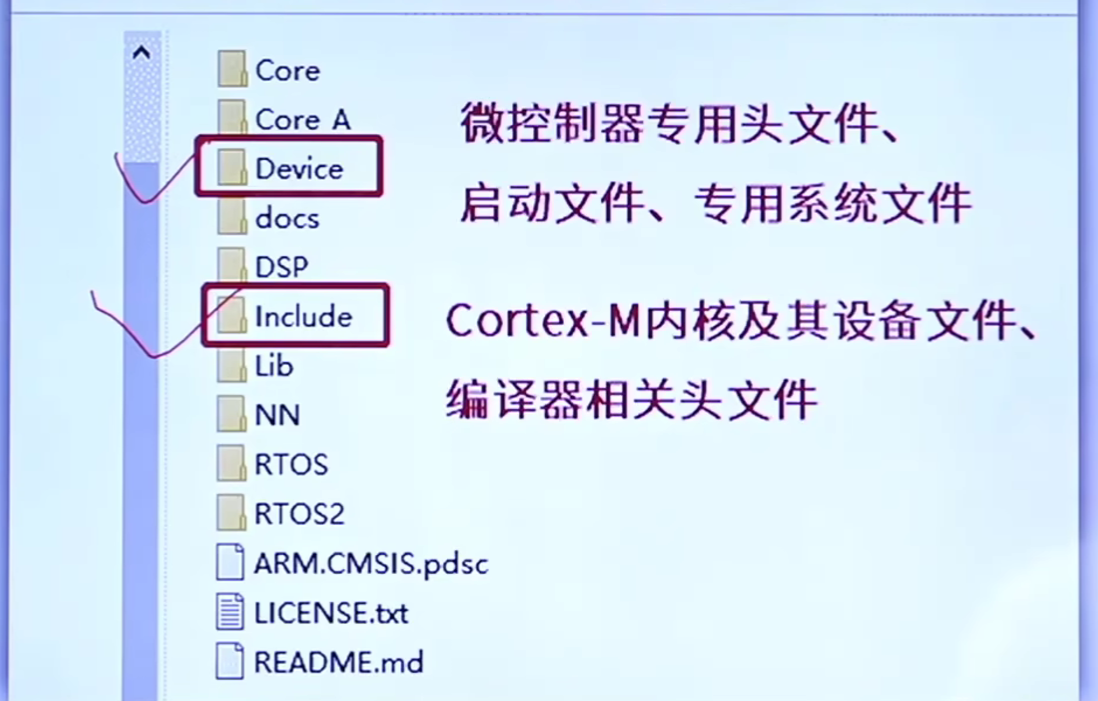 Core
Core A
微控制器专用头文件、
Device
启动文件、专用系统文件
docs
DSP
Include
Cortex-M内核及其设备文件、
Lib
编译器相关头文件
NN
RTOS
RTOS2
ARM.CMSIS.pdsc
LICENSE.txt
README.md